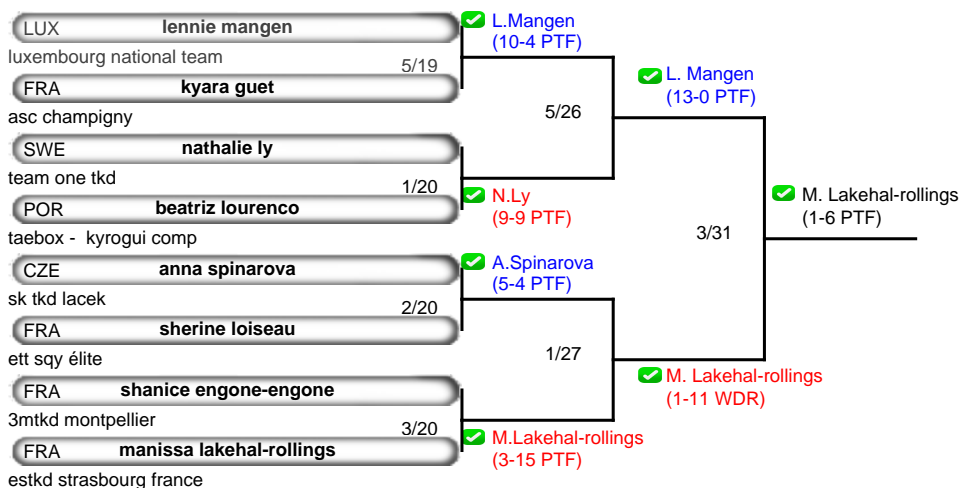 LUX lennie mangen
luxembourg national team
5/19
FRA kyara guet
asc champigny
SWE nathalie ly
team one tkd
1/20
POR beatriz lourenco
taebox - kyrogui comp
CZE anna spinarova
sk tkd lacek
2/20
FRA sherine loiseau
ett sqy élite
FRA shanice engone-engone
3mtkd montpellier
3/20
FRA manissa lakehal-rollings
estkd strasbourg france
L.Mangen
(10-4 PTF)
5/26
N.Ly
(9-9 PTF)
A.Spinarova
(5-4 PTF)
1/27
M.Lakehal-rollings
(3-15 PTF)
L. Mangen
(13-0 PTF)
3/31
M. Lakehal-rollings
(1-11 WDR)
M. Lakehal-rollings
(1-6 PTF)